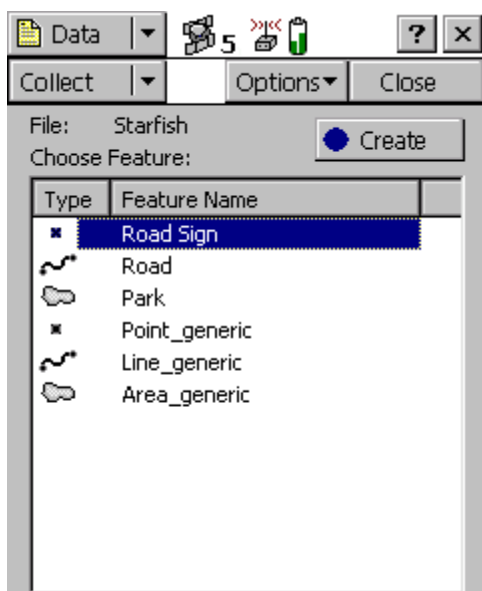 Data 5 ? ×
Collect Options Close
File: Starfish
Create
Choose Feature:
Type Feature Name
Road Sign
Road
Park
Point_generic
Line_generic
Area_generic